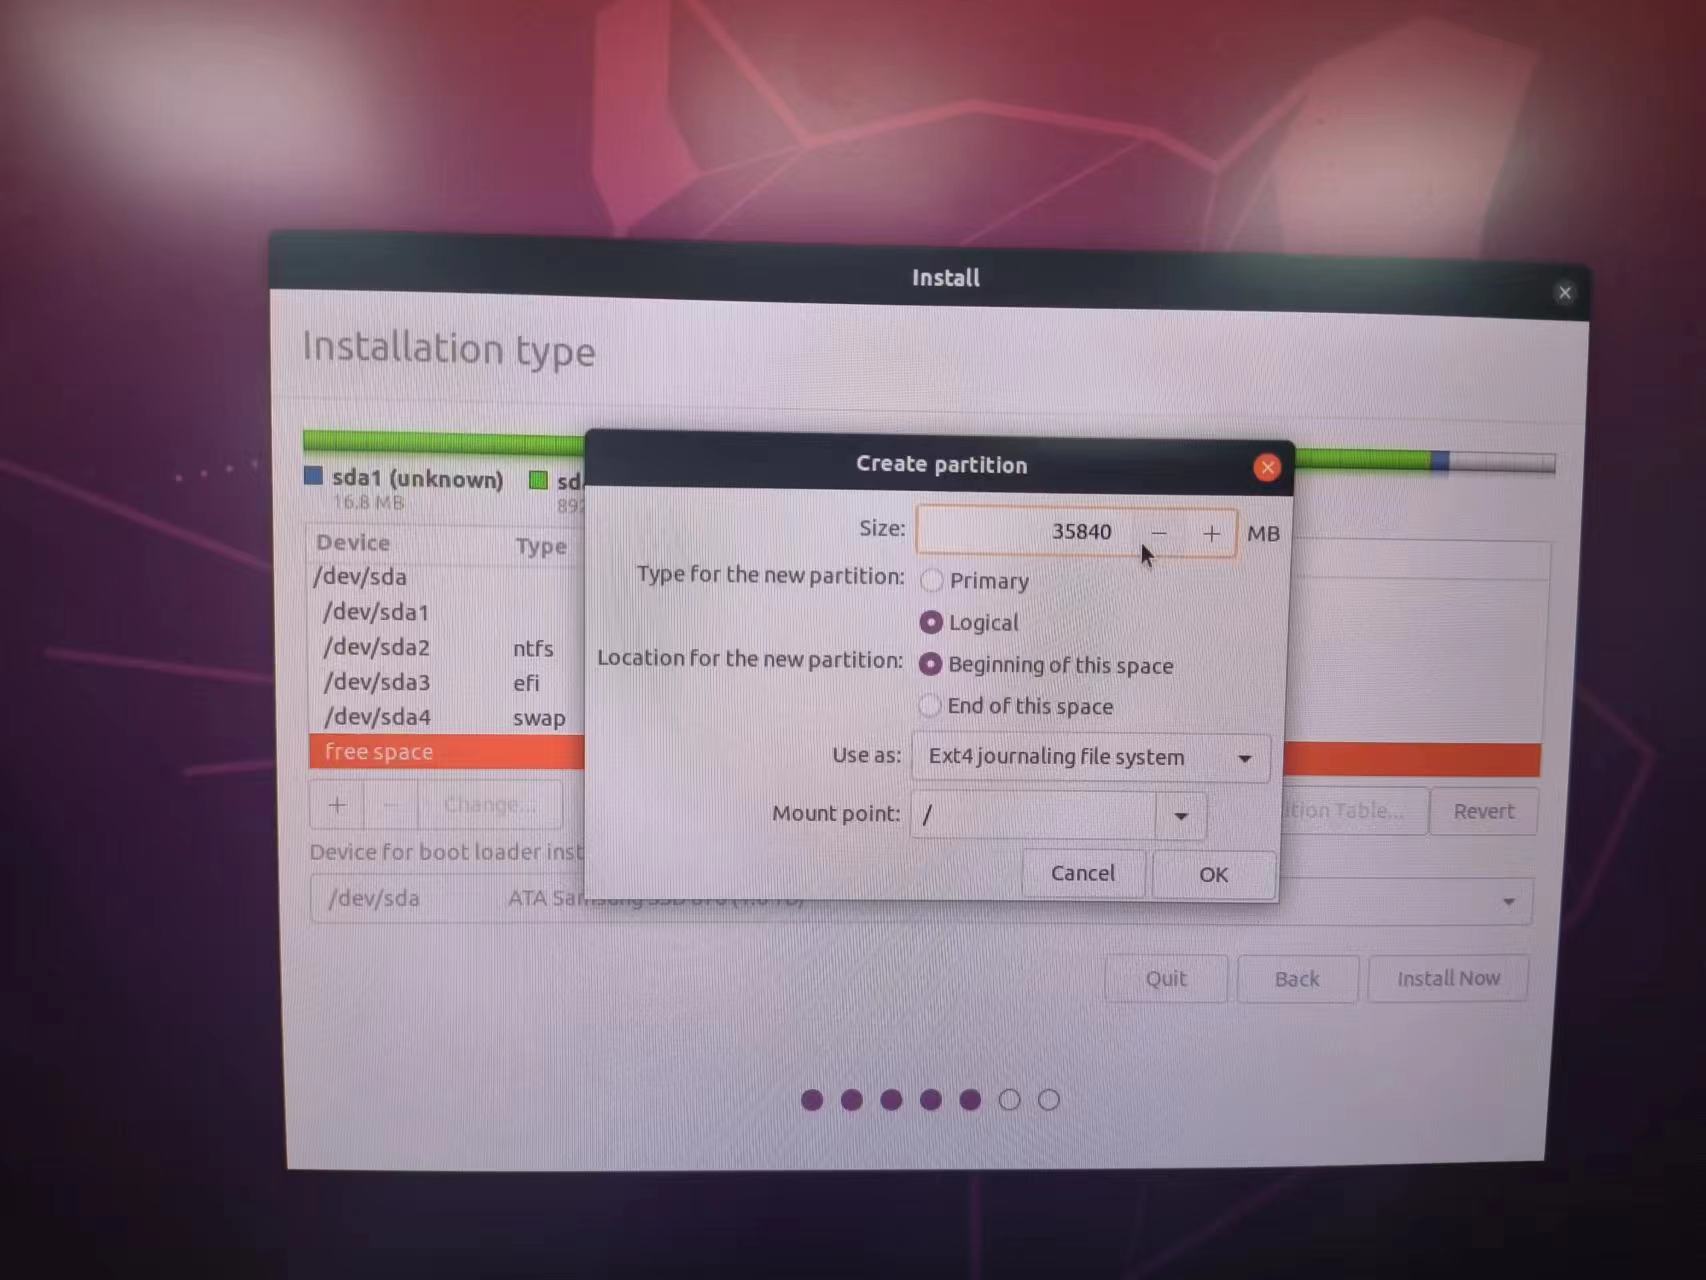 Install
Installation type
Create partition
sda1 (unknown)
16.8 MB
Size: 35840 − + MB
Type for the new partition: Primary
Logical
Location for the new partition: Beginning of this space
End of this space
Use as: Ext4 journaling file system
Mount point: /
Cancel OK
Device Type
/dev/sda
/dev/sda1
/dev/sda2 ntfs
/dev/sda3 efi
/dev/sda4 swap
free space
+ − Change... Table... Revert
Device for boot loader
/dev/sda ATA
Quit Back Install Now